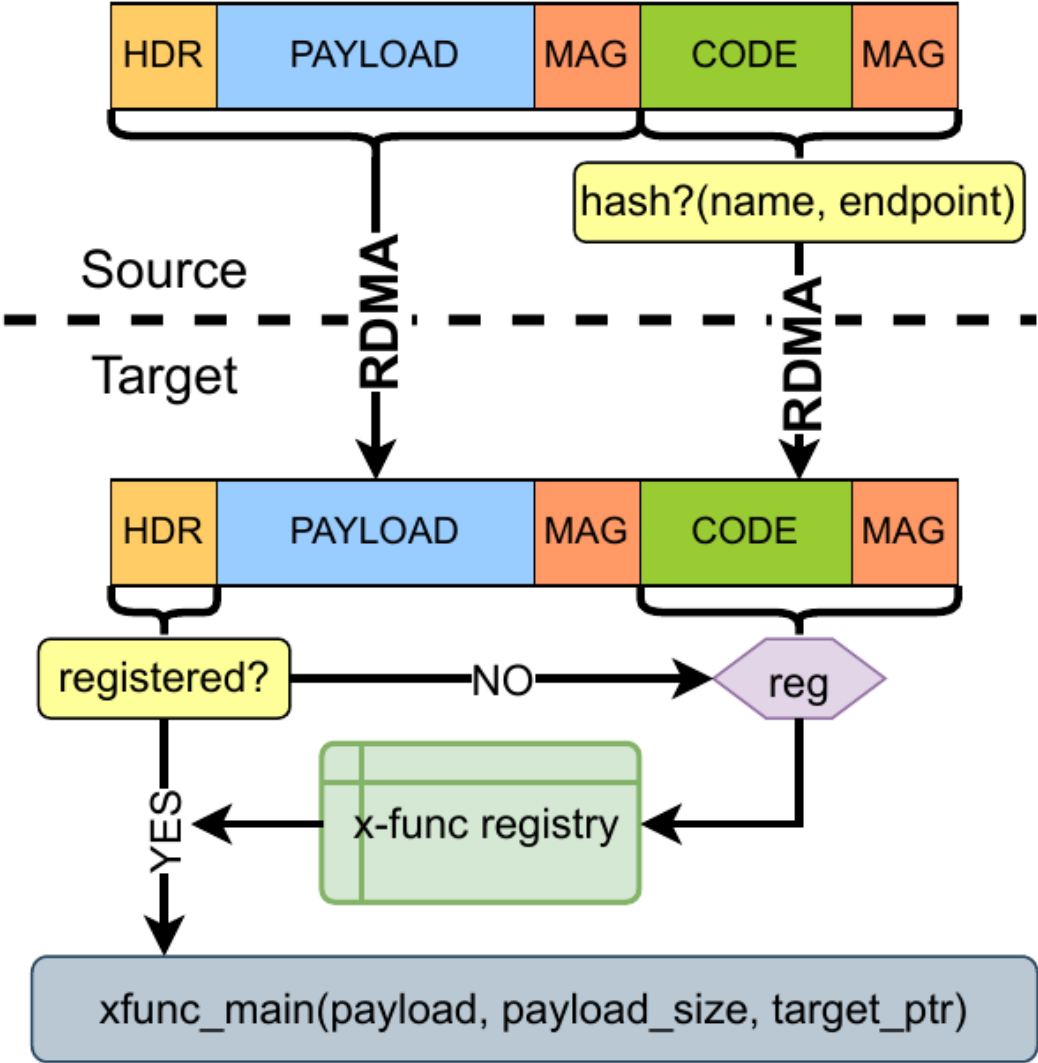 HDR PAYLOAD MAG CODE MAG
hash?(name, endpoint)
Source
RDMA
RDMA
Target
HDR PAYLOAD MAG CODE MAG
registered?
NO
reg
YES
x-func registry
xfunc_main(payload, payload_size, target_ptr)